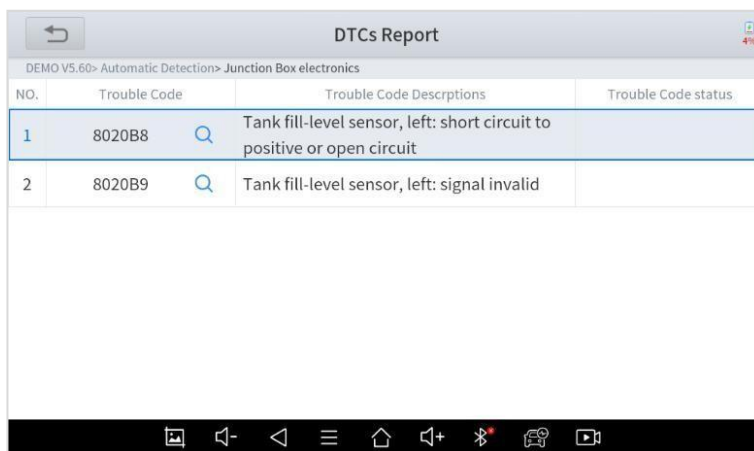 DTCs Report
4%
DEMO V5.60> Automatic Detection> Junction Box electronics
NO. Trouble Code Trouble Code Descrptions Trouble Code status
1 8020B8 Tank fill-level sensor, left: short circuit to
positive or open circuit
2 8020B9 Tank fill-level sensor, left: signal invalid